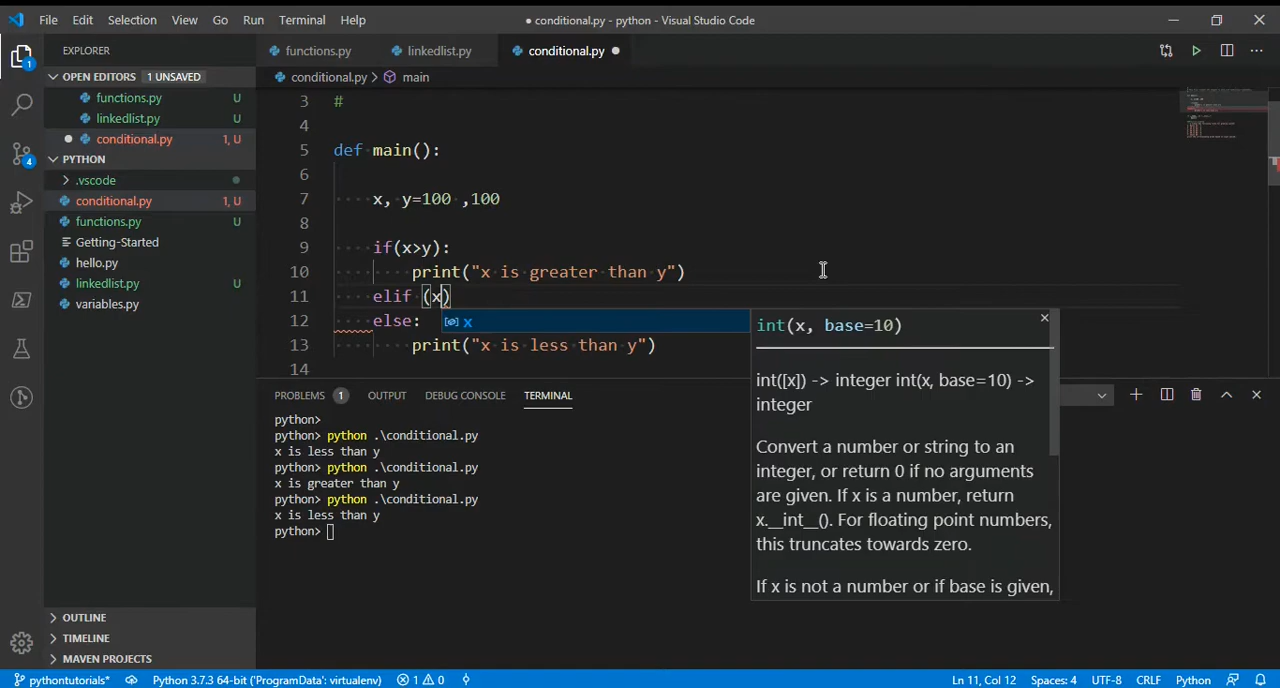 File Edit Selection View Go Run Terminal Help
● conditional.py - python - Visual Studio Code
EXPLORER
functions.py
linkedlist.py
conditional.py ●
OPEN EDITORS 1 UNSAVED
functions.py U
linkedlist.py U
● conditional.py 1, U
PYTHON
.vscode
conditional.py 1, U
functions.py U
Getting-Started
hello.py
linkedlist.py U
variables.py
OUTLINE
TIMELINE
MAVEN PROJECTS
1
4
conditional.py > main
3 #
4
5 def main():
6
7 x, y=100 ,100
8
9 if(x>y):
10 print("x is greater than y")
11 elif (x)
12 else:
13 print("x is less than y")
14
x
int(x, base=10)
int([x]) -> integer int(x, base=10) ->
integer
Convert a number or string to an
integer, or return 0 if no arguments
are given. If x is a number, return
x.__int__(). For floating point numbers,
this truncates towards zero.
If x is not a number or if base is given,
PROBLEMS 1 OUTPUT DEBUG CONSOLE TERMINAL
python>
python> python .\conditional.py
x is less than y
python> python .\conditional.py
x is greater than y
python> python .\conditional.py
x is less than y
python>
pythontutorials* Python 3.7.3 64-bit ('ProgramData': virtualenv) 1 0
Ln 11, Col 12 Spaces: 4 UTF-8 CRLF Python